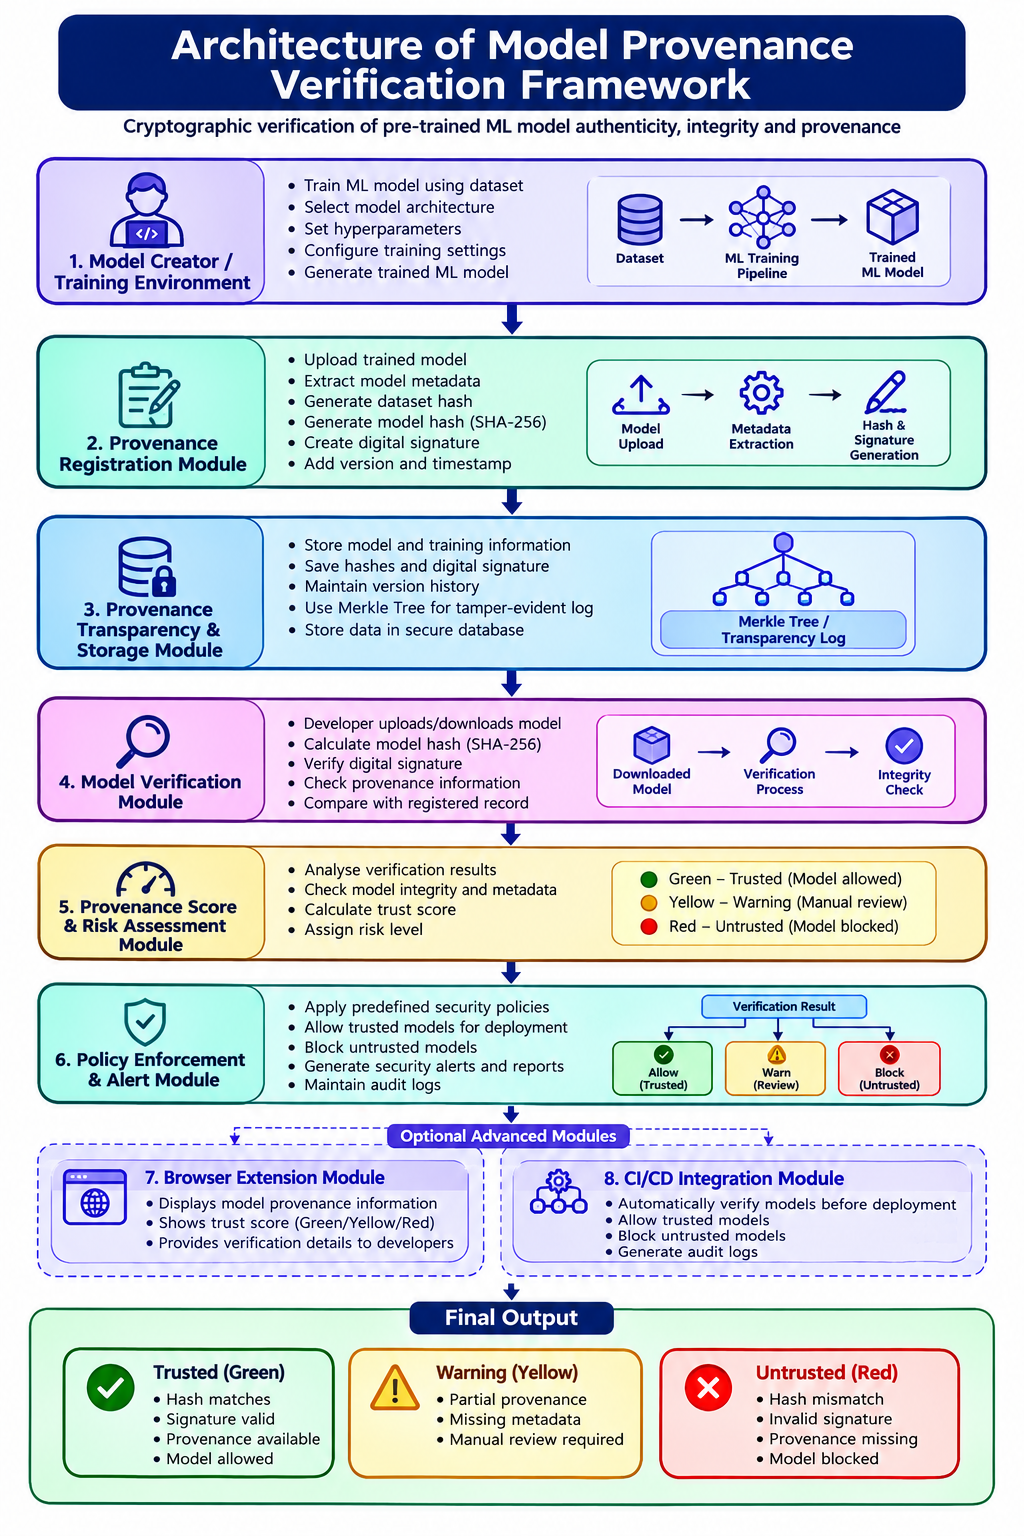 Architecture of Model Provenance
Verification Framework
Cryptographic verification of pre-trained ML model authenticity, integrity and provenance
1. Model Creator /
Training Environment
• Train ML model using dataset
• Select model architecture
• Set hyperparameters
• Configure training settings
• Generate trained ML model
Dataset
ML Training
Pipeline
Trained
ML Model
</>
2. Provenance
Registration Module
• Upload trained model
• Extract model metadata
• Generate dataset hash
• Generate model hash (SHA-256)
• Create digital signature
• Add version and timestamp
Model
Upload
Metadata
Extraction
Hash &
Signature
Generation
3. Provenance
Transparency &
Storage Module
• Store model and training information
• Save hashes and digital signature
• Maintain version history
• Use Merkle Tree for tamper-evident log
• Store data in secure database
Merkle Tree /
Transparency Log
4. Model Verification
Module
• Developer uploads/downloads model
• Calculate model hash (SHA-256)
• Verify digital signature
• Check provenance information
• Compare with registered record
Downloaded
Model
Verification
Process
Integrity
Check
5. Provenance Score
& Risk Assessment
Module
• Analyse verification results
• Check model integrity and metadata
• Calculate trust score
• Assign risk level
Green – Trusted (Model allowed)
Yellow – Warning (Manual review)
Red – Untrusted (Model blocked)
6. Policy Enforcement
& Alert Module
• Apply predefined security policies
• Allow trusted models for deployment
• Block untrusted models
• Generate security alerts and reports
• Maintain audit logs
Verification Result
Allow
(Trusted)
Warn
(Review)
Block
(Untrusted)
Optional Advanced Modules
7. Browser Extension Module
• Displays model provenance information
• Shows trust score (Green/Yellow/Red)
• Provides verification details to developers
8. CI/CD Integration Module
• Automatically verify models before deployment
• Allow trusted models
• Block untrusted models
• Generate audit logs
Final Output
Trusted (Green)
• Hash matches
• Signature valid
• Provenance available
• Model allowed
Warning (Yellow)
• Partial provenance
• Missing metadata
• Manual review required
Untrusted (Red)
• Hash mismatch
• Invalid signature
• Provenance missing
• Model blocked